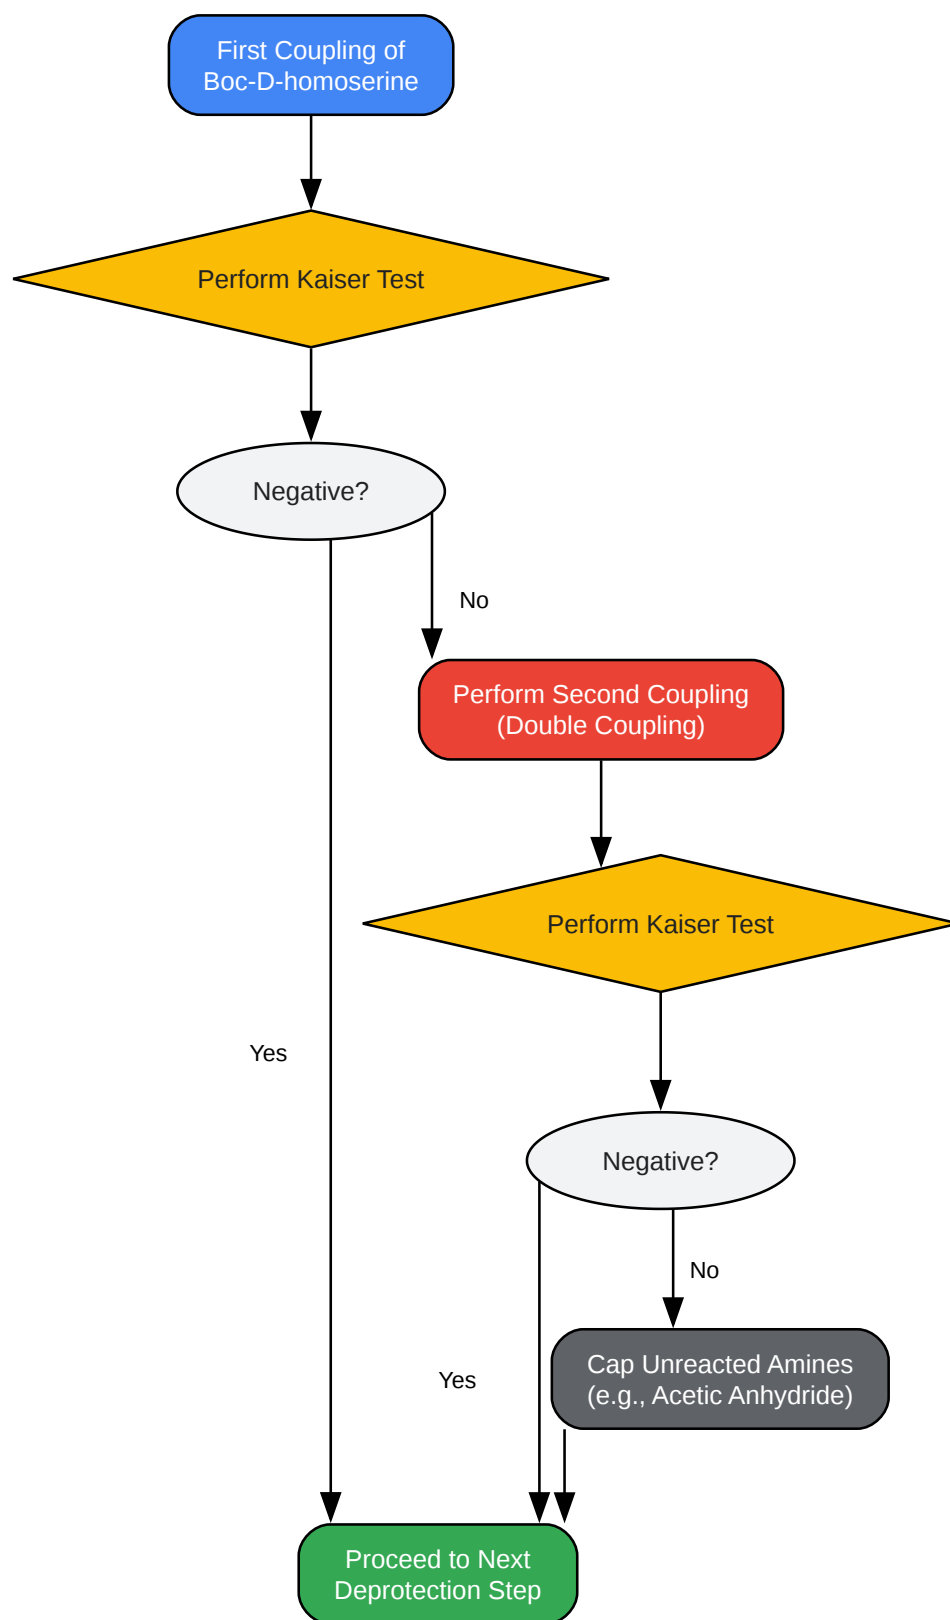 First Coupling of
Boc-D-homoserine
Perform Kaiser Test
Negative?
No
Perform Second Coupling
(Double Coupling)
Perform Kaiser Test
Yes
Negative?
No
Cap Unreacted Amines
(e.g., Acetic Anhydride)
Yes
Proceed to Next
Deprotection Step